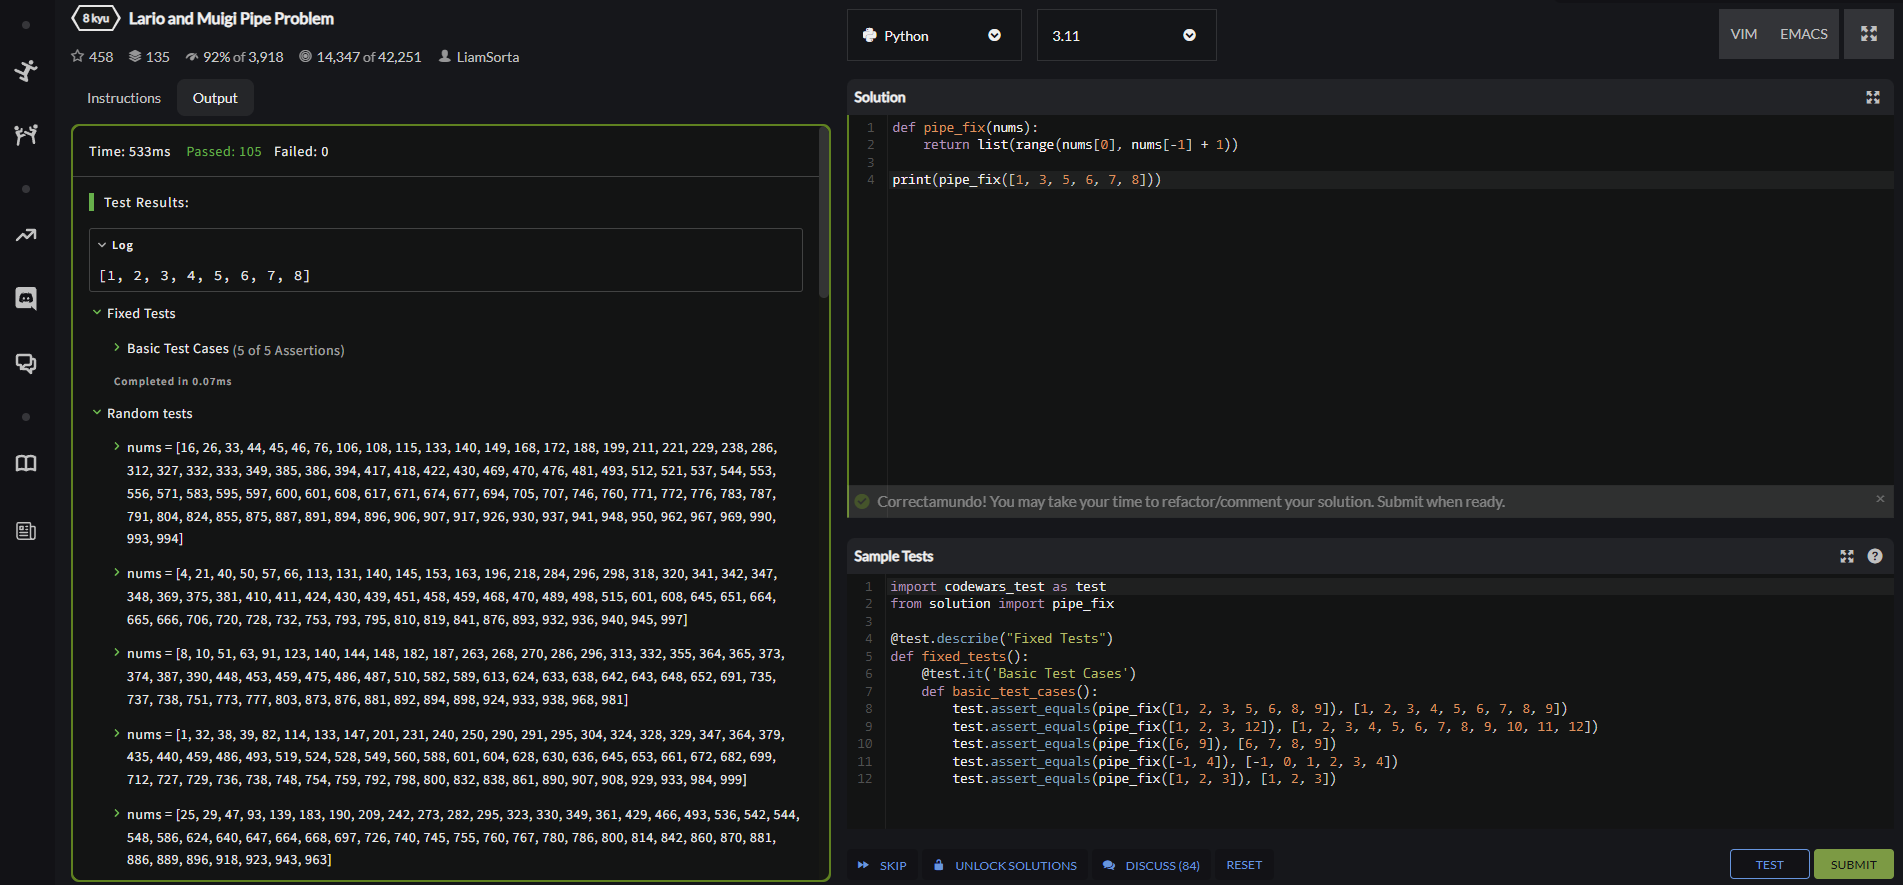 8 kyu Lario and Muigi Pipe Problem
458 135 92% of 3,918 14,347 of 42,251 LiamSorta
Instructions Output
Time: 533ms Passed: 105 Failed: 0
Test Results:
Log
[1, 2, 3, 4, 5, 6, 7, 8]
Fixed Tests
Basic Test Cases (5 of 5 Assertions)
Completed in 0.07ms
Random tests
nums = [16, 26, 33, 44, 45, 46, 76, 106, 108, 115, 133, 140, 149, 168, 172, 188, 199, 211, 221, 229, 238, 286,
312, 327, 332, 333, 349, 385, 386, 394, 417, 418, 422, 430, 469, 470, 476, 481, 493, 512, 521, 537, 544, 553,
556, 571, 583, 595, 597, 600, 601, 608, 617, 671, 674, 677, 694, 705, 707, 746, 760, 771, 772, 776, 783, 787,
791, 804, 824, 855, 875, 887, 891, 894, 896, 906, 907, 917, 926, 930, 937, 941, 948, 950, 962, 967, 969, 990,
993, 994]
nums = [4, 21, 40, 50, 57, 66, 113, 131, 140, 145, 153, 163, 196, 218, 284, 296, 298, 318, 320, 341, 342, 347,
348, 369, 375, 381, 410, 411, 424, 430, 439, 451, 458, 459, 468, 470, 489, 498, 515, 601, 608, 645, 651, 664,
665, 666, 706, 720, 728, 732, 753, 793, 795, 810, 819, 841, 876, 893, 932, 936, 940, 945, 997]
nums = [8, 10, 51, 63, 91, 123, 140, 144, 148, 182, 187, 263, 268, 270, 286, 296, 313, 332, 355, 364, 365, 373,
374, 387, 390, 448, 453, 459, 475, 486, 487, 510, 582, 589, 613, 624, 633, 638, 642, 643, 648, 652, 691, 735,
737, 738, 751, 773, 777, 803, 873, 876, 881, 892, 894, 898, 924, 933, 938, 968, 981]
nums = [1, 32, 38, 39, 82, 114, 133, 147, 201, 231, 240, 250, 290, 291, 295, 304, 324, 328, 329, 347, 364, 379,
435, 440, 459, 486, 493, 519, 524, 528, 549, 560, 588, 601, 604, 628, 630, 636, 645, 653, 661, 672, 682, 699,
712, 727, 729, 736, 738, 748, 754, 759, 792, 798, 800, 832, 838, 861, 890, 907, 908, 929, 933, 984, 999]
nums = [25, 29, 47, 93, 139, 183, 190, 209, 242, 273, 282, 295, 323, 330, 349, 361, 429, 466, 493, 536, 542, 544,
548, 586, 624, 640, 647, 664, 668, 697, 726, 740, 745, 755, 760, 767, 780, 786, 800, 814, 842, 860, 870, 881,
886, 889, 896, 918, 923, 943, 963]
Python 3.11 VIM EMACS
Solution
1 def pipe_fix(nums):
2     return list(range(nums[0], nums[-1] + 1))
3
4 print(pipe_fix([1, 3, 5, 6, 7, 8]))
Correctamundo! You may take your time to refactor/comment your solution. Submit when ready. ×
Sample Tests ?
1 import codewars_test as test
2 from solution import pipe_fix
3
4 @test.describe("Fixed Tests")
5 def fixed_tests():
6     @test.it('Basic Test Cases')
7     def basic_test_cases():
8         test.assert_equals(pipe_fix([1, 2, 3, 5, 6, 8, 9]), [1, 2, 3, 4, 5, 6, 7, 8, 9])
9         test.assert_equals(pipe_fix([1, 2, 3, 12]), [1, 2, 3, 4, 5, 6, 7, 8, 9, 10, 11, 12])
10         test.assert_equals(pipe_fix([6, 9]), [6, 7, 8, 9])
11         test.assert_equals(pipe_fix([-1, 4]), [-1, 0, 1, 2, 3, 4])
12         test.assert_equals(pipe_fix([1, 2, 3]), [1, 2, 3])
SKIP UNLOCK SOLUTIONS DISCUSS (84) RESET TEST SUBMIT